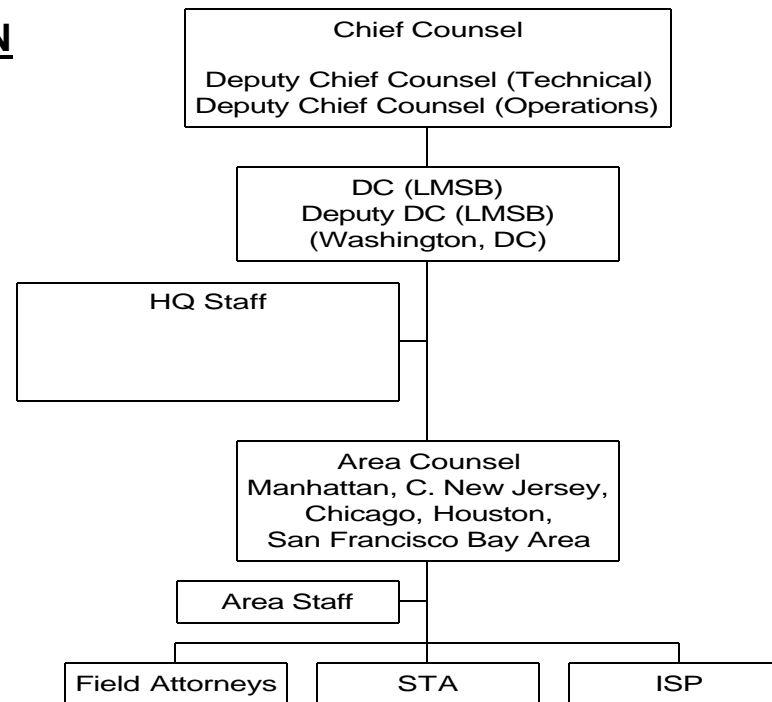 N
Chief Counsel
Deputy Chief Counsel (Technical)
Deputy Chief Counsel (Operations)
DC (LMSB)
Deputy DC (LMSB)
(Washington, DC)
HQ Staff
Area Counsel
Manhattan, C. New Jersey,
Chicago, Houston,
San Francisco Bay Area
Area Staff
Field Attorneys
STA
ISP